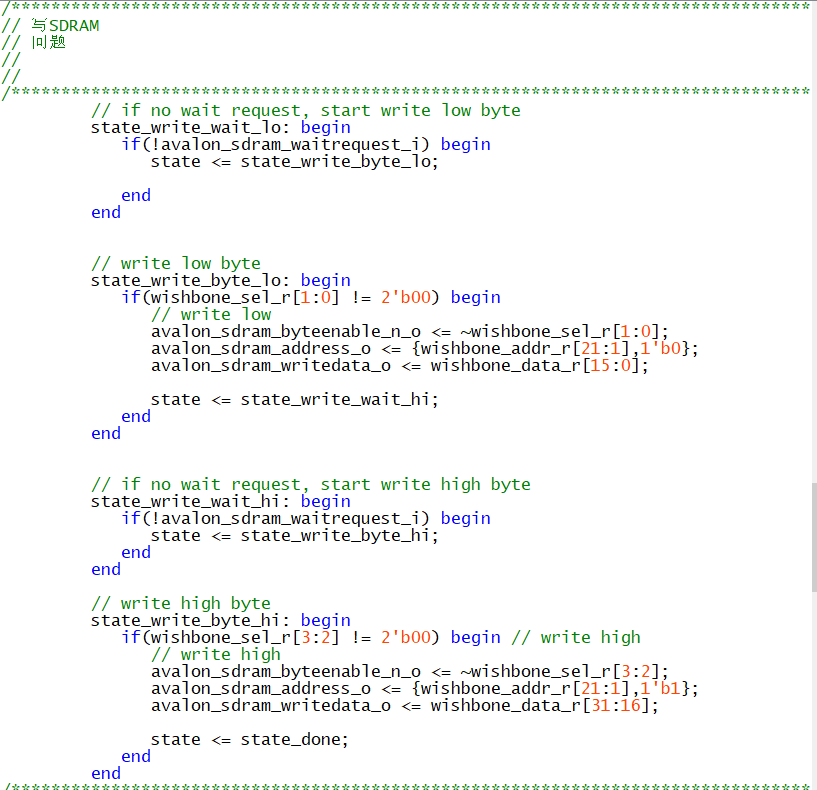 /********************************************************************************
// 写SDRAM
// 问题
//
//
/********************************************************************************
// if no wait request, start write low byte
state_write_wait_lo: begin
if(!avalon_sdram_waitrequest_i) begin
state <= state_write_byte_lo;
end
end
// write low byte
state_write_byte_lo: begin
if(wishbone_sel_r[1:0] != 2'b00) begin
// write low
avalon_sdram_byteenable_n_o <= ~wishbone_sel_r[1:0];
avalon_sdram_address_o <= {wishbone_addr_r[21:1],1'b0};
avalon_sdram_writedata_o <= wishbone_data_r[15:0];
state <= state_write_wait_hi;
end
end
// if no wait request, start write high byte
state_write_wait_hi: begin
if(!avalon_sdram_waitrequest_i) begin
state <= state_write_byte_hi;
end
end
// write high byte
state_write_byte_hi: begin
if(wishbone_sel_r[3:2] != 2'b00) begin // write high
// write high
avalon_sdram_byteenable_n_o <= ~wishbone_sel_r[3:2];
avalon_sdram_address_o <= {wishbone_addr_r[21:1],1'b1};
avalon_sdram_writedata_o <= wishbone_data_r[31:16];
state <= state_done;
end
end
/********************************************************************************